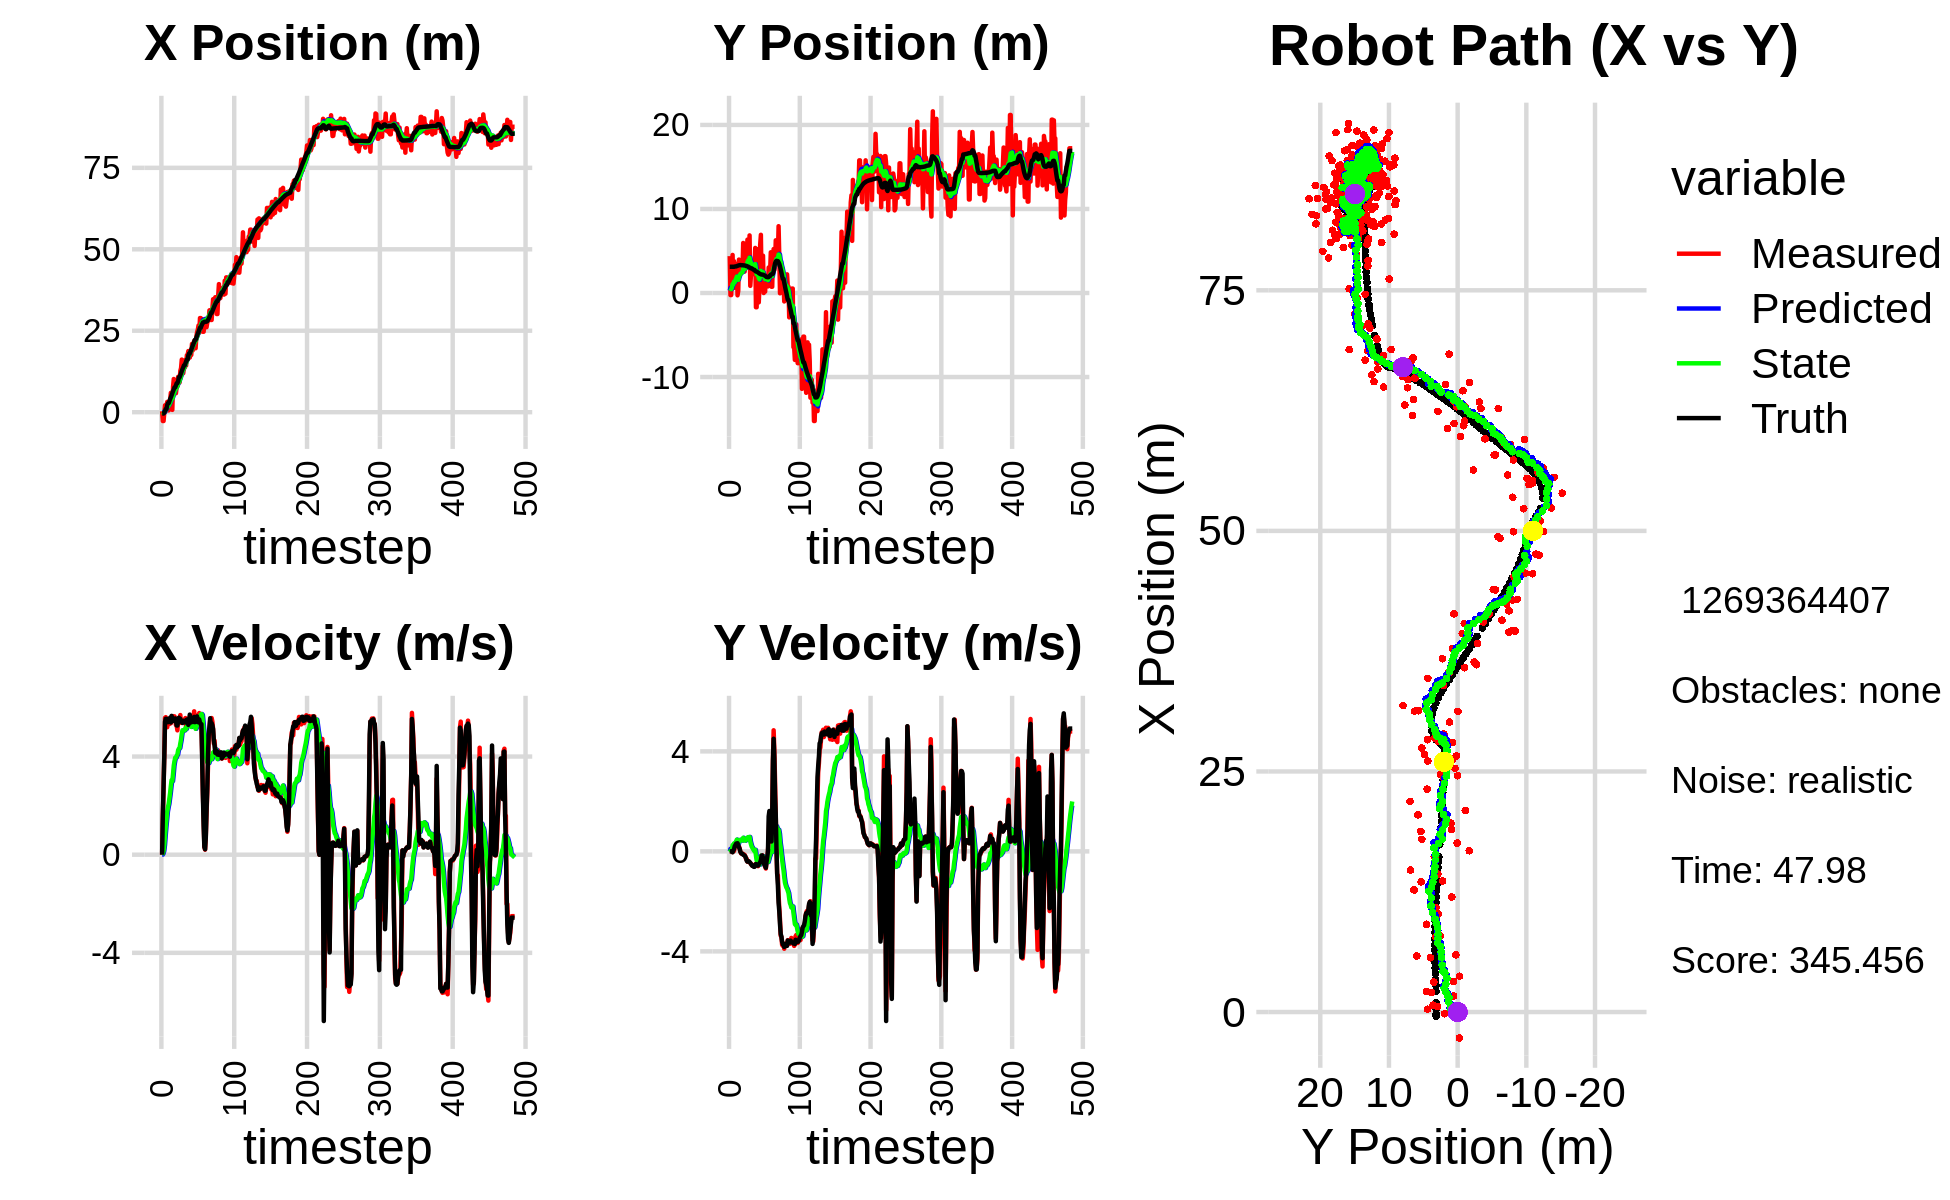 X Position (m)
75
50
25
0
0 100 200 300 400 500
timestep
Y Position (m)
20
10
0
-10
0 100 200 300 400 500
timestep
X Velocity (m/s)
4
0
-4
0 100 200 300 400 500
timestep
Y Velocity (m/s)
4
0
-4
0 100 200 300 400 500
timestep
Robot Path (X vs Y)
X Position (m)
75
50
25
0
20 10 0 -10 -20
Y Position (m)
variable
Measured
Predicted
State
Truth
1269364407
Obstacles: none
Noise: realistic
Time: 47.98
Score: 345.456